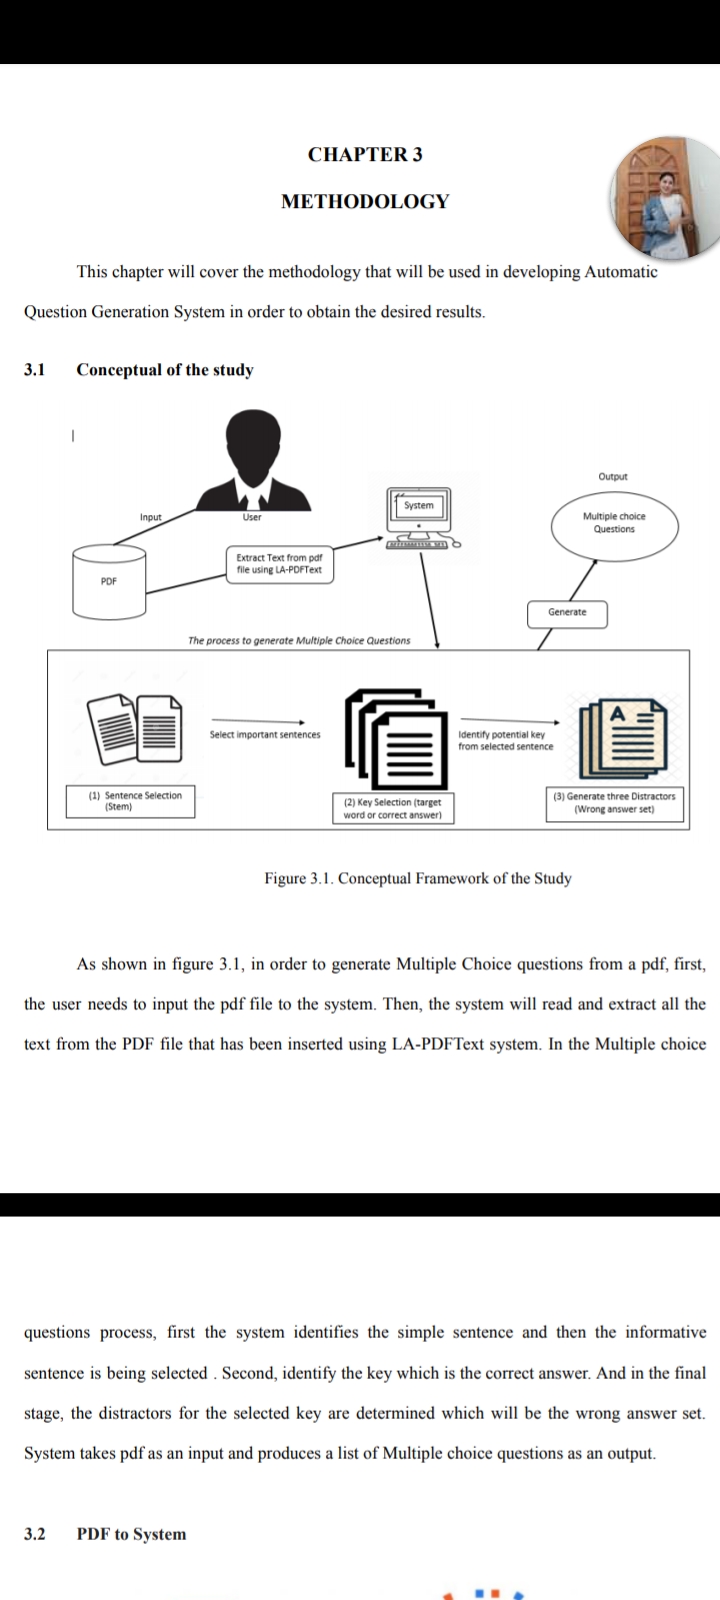 CHAPTER 3
METHODOLOGY
This chapter will cover the methodology that will be used in developing Automatic
Question Generation System in order to obtain the desired results.
3.1 Conceptual of the study
Output
System
Multiple choice
Questions
Input
User
Extract Text from pdf
file using LA-PDFText
PDF
Generate
The process to generate Multiple Choice Questions
A
Select important sentences
Identify potential key
from selected sentence
(1) Sentence Selection
(Stem)
(2) Key Selection (target
word or correct answer)
(3) Generate three Distractors
(Wrong answer set)
Figure 3.1. Conceptual Framework of the Study
As shown in figure 3.1, in order to generate Multiple Choice questions from a pdf, first,
the user needs to input the pdf file to the system. Then, the system will read and extract all the
text from the PDF file that has been inserted using LA-PDFText system. In the Multiple choice
questions process, first the system identifies the simple sentence and then the informative
sentence is being selected . Second, identify the key which is the correct answer. And in the final
stage, the distractors for the selected key are determined which will be the wrong answer set.
System takes pdf as an input and produces a list of Multiple choice questions as an output.
3.2 PDF to System